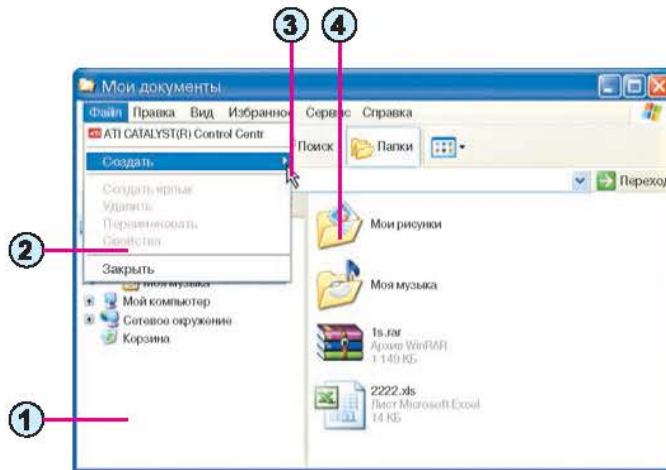 3 4
Мои документы
Файл Правка Вид Избранное Сервис Справка
ATI CATALYST(R) Control Centr
Поиск Папки
Создать
Переход
Создать ярлык
Удалить
Переименовать
Свойства
Закрыть
2
Моя музыка
Мой компьютер
Сетевое окружение
Корзина
Мои рисунки
Моя музыка
1s.rar
Архив WinRAR
1 149 КБ
2222.xls
Лист Microsoft Excel
14 КБ
1